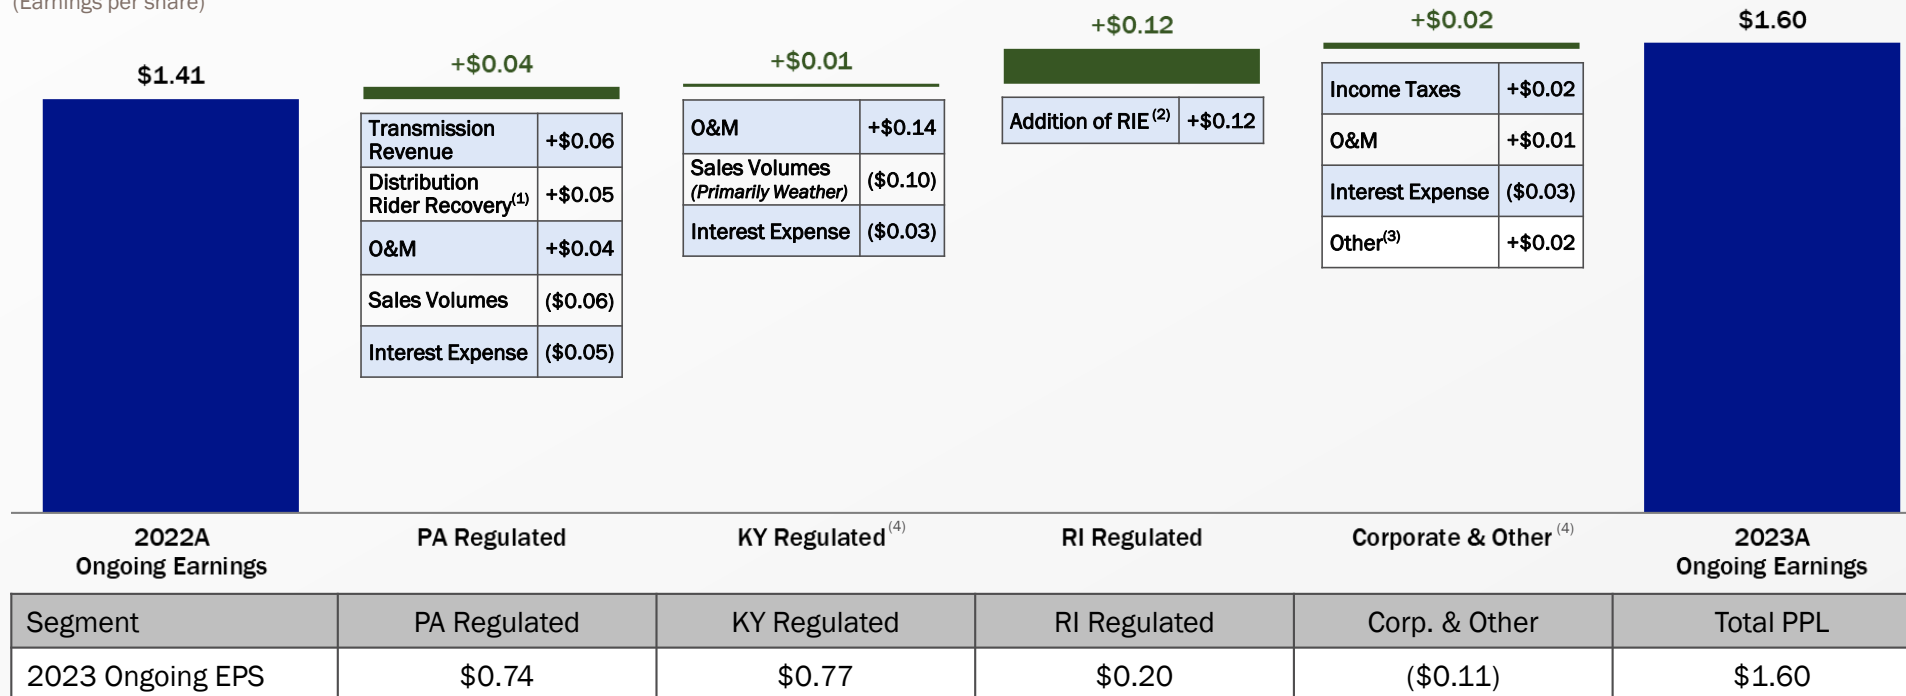 (Earnings per share)
$1.41
+$0.04
+$0.01
+$0.12
+$0.02
$1.60
Transmission
Revenue
+$0.06
Distribution
Rider Recovery(1)
+$0.05
O&M
+$0.04
Sales Volumes
($0.06)
Interest Expense
($0.05)
O&M
+$0.14
Sales Volumes
(Primarily Weather)
($0.10)
Interest Expense
($0.03)
Addition of RIE (2)
+$0.12
Income Taxes
+$0.02
O&M
+$0.01
Interest Expense
($0.03)
Other(3)
+$0.02
2022A
Ongoing Earnings
PA Regulated
KY Regulated (4)
RI Regulated
Corporate & Other (4)
2023A
Ongoing Earnings
Segment PA Regulated KY Regulated RI Regulated Corp. & Other Total PPL
2023 Ongoing EPS $0.74 $0.77 $0.20 ($0.11) $1.60